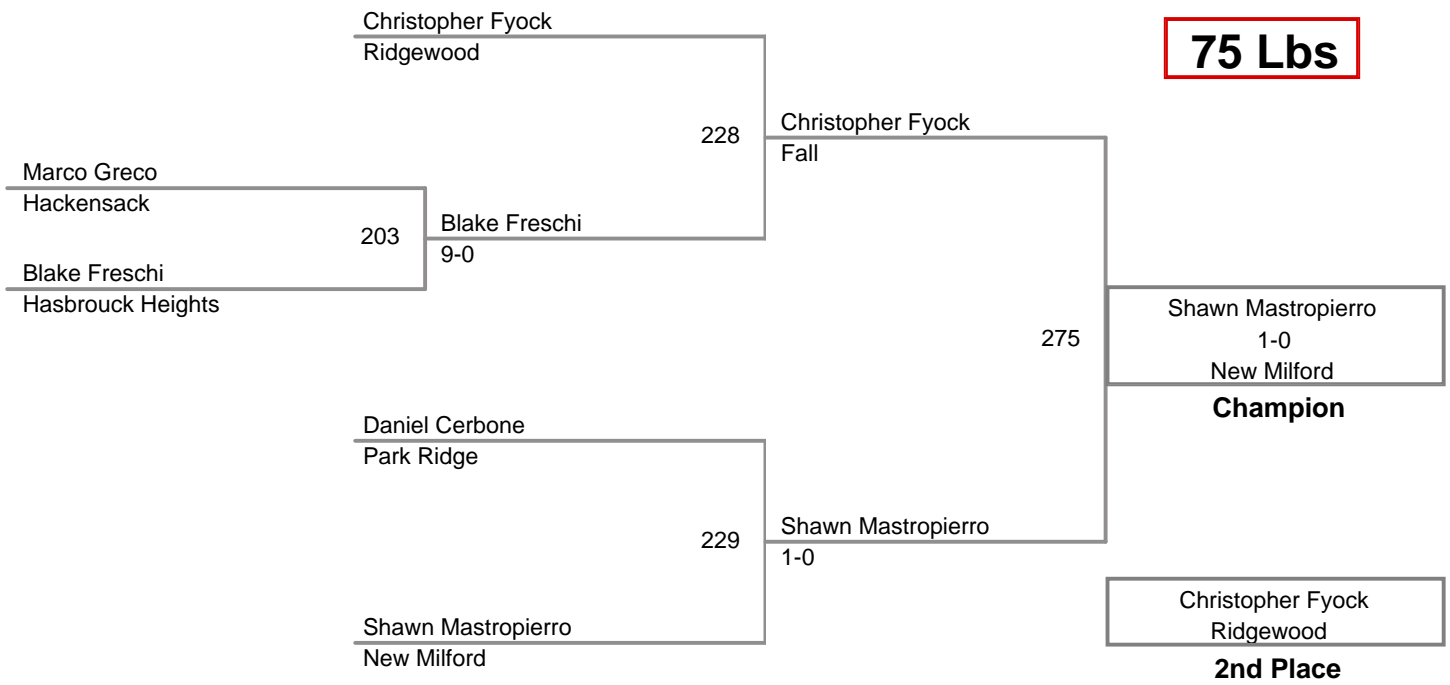 Christopher Fyock
Ridgewood
75 Lbs
228
Christopher Fyock
Fall
Marco Greco
Hackensack
203
Blake Freschi
9-0
Blake Freschi
Hasbrouck Heights
275
Shawn Mastropierro
1-0
New Milford
Champion
Daniel Cerbone
Park Ridge
229
Shawn Mastropierro
1-0
Shawn Mastropierro
New Milford
Christopher Fyock
Ridgewood
2nd Place